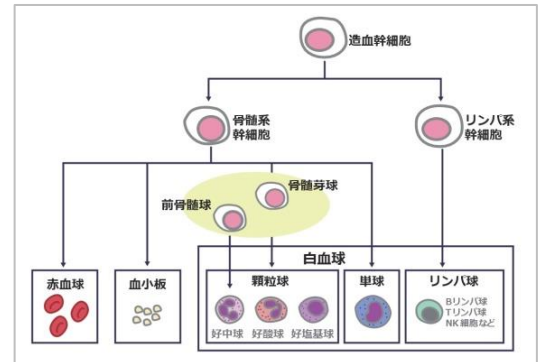 造血幹細胞
骨髄系
幹細胞
リンパ系
幹細胞
骨髄芽球
前骨髄球
白血球
赤血球
血小板
顆粒球
単球
リンパ球
好中球
好酸球
好塩基球
Bリンパ球
Tリンパ球
NK細胞など